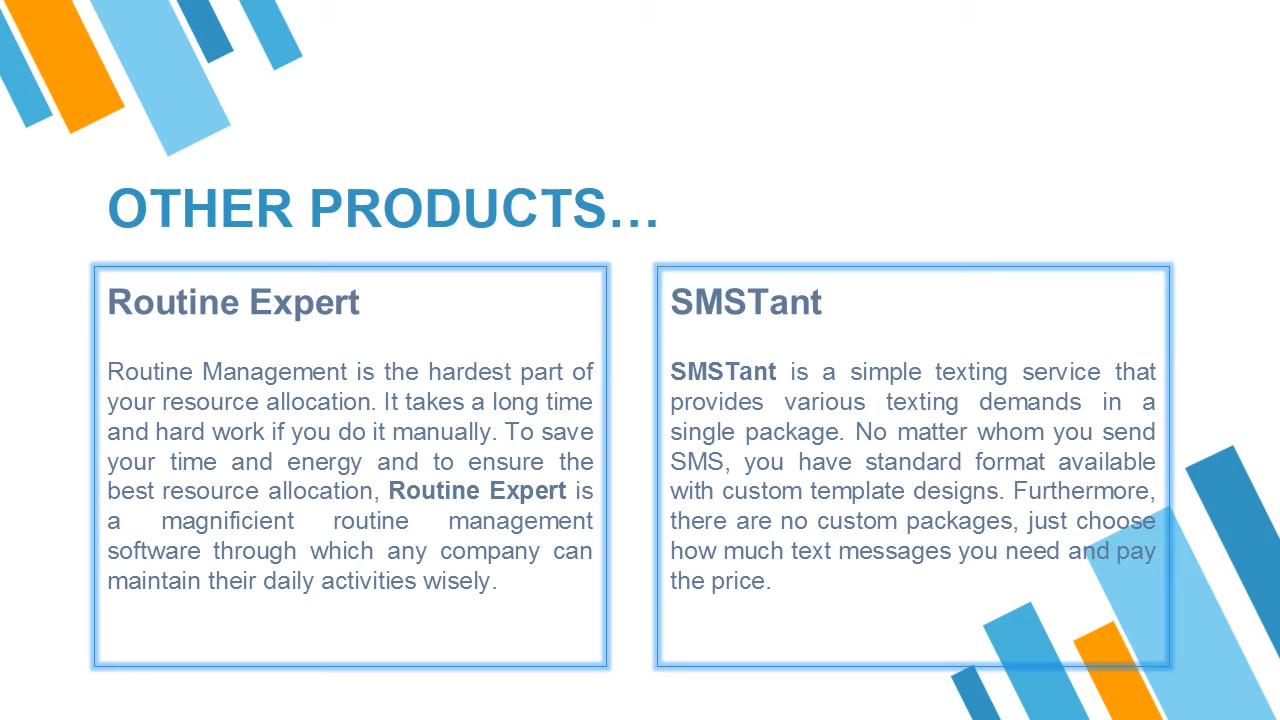 OTHER PRODUCTS…
Routine Expert
Routine Management is the hardest part of
your resource allocation. It takes a long time
and hard work if you do it manually. To save
your time and energy and to ensure the
best resource allocation, Routine Expert is
a magnificient routine management
software through which any company can
maintain their daily activities wisely.
SMSTant
SMSTant is a simple texting service that
provides various texting demands in a
single package. No matter whom you send
SMS, you have standard format available
with custom template designs. Furthermore,
there are no custom packages, just choose
how much text messages you need and pay
the price.